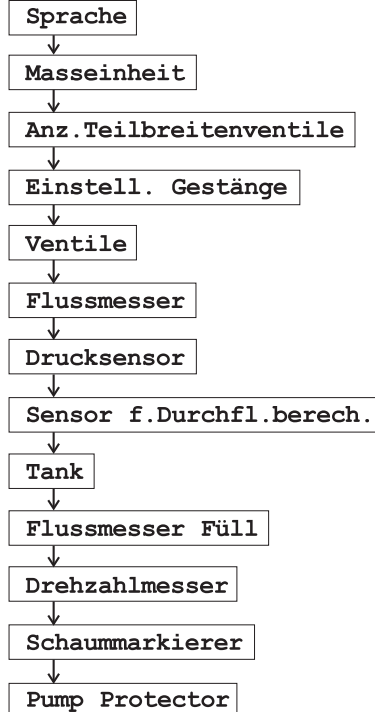 Sprache
Masseinheit
Anz.Teilbreitenventile
Einstell. Gestänge
Ventile
Flussmesser
Drucksensor
Sensor f.Durchfl.berech.
Tank
Flussmesser Füll
Drehzahlmesser
Schaummarkierer
Pump Protector